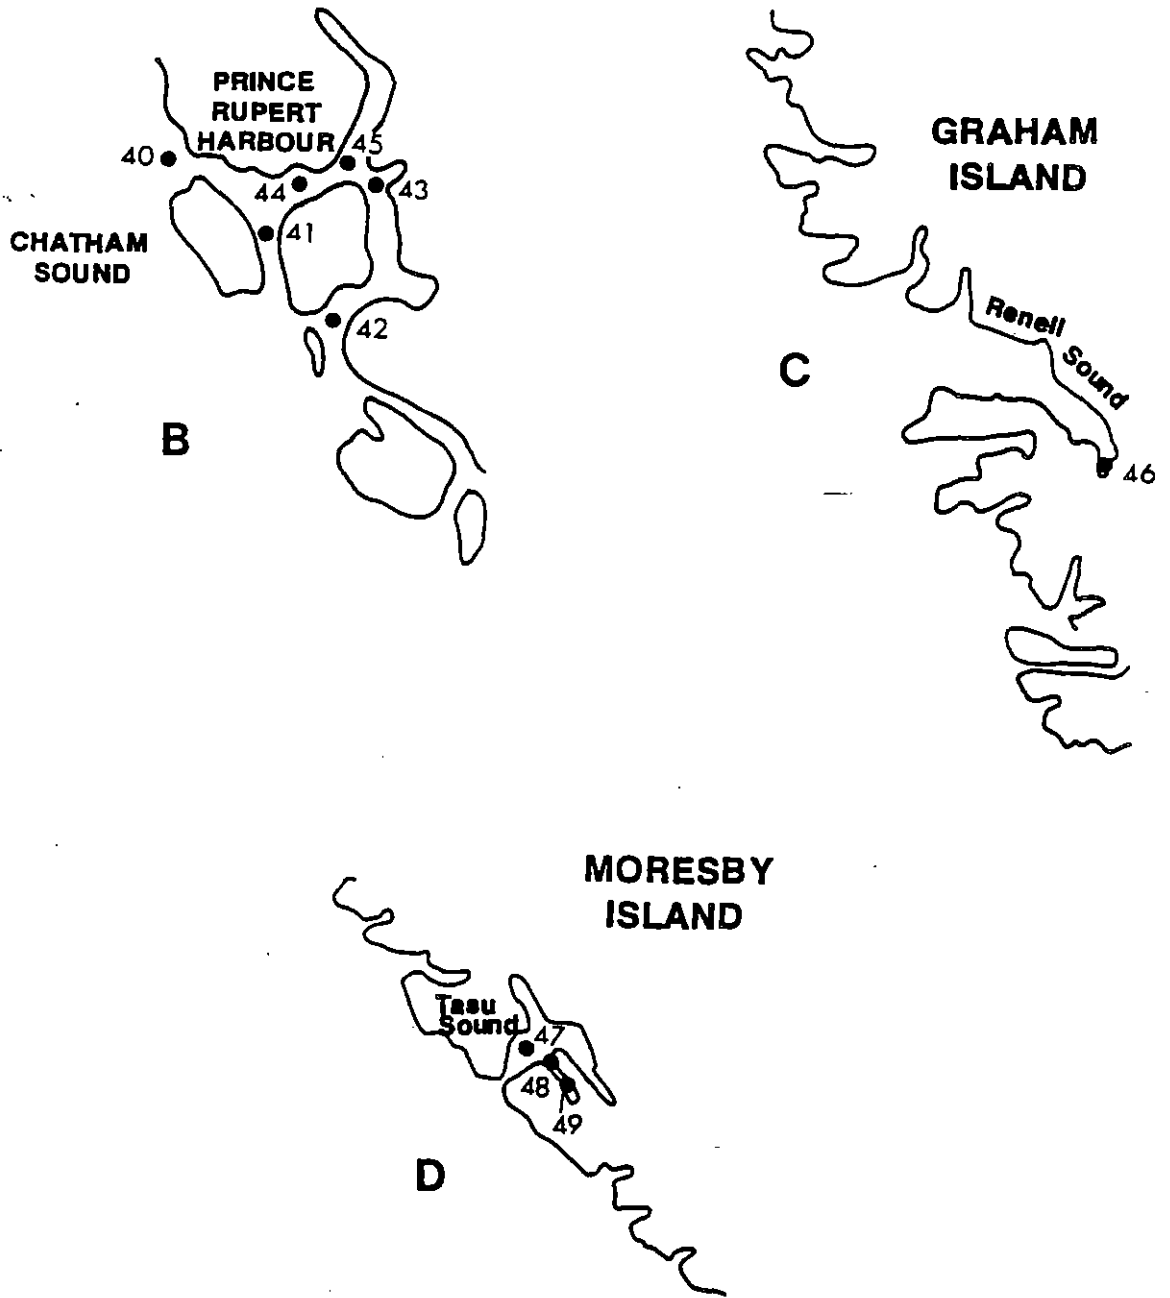 PRINCE
RUPERT
HARBOUR
40
45
44
43
41
CHATHAM
SOUND
42
B
GRAHAM
ISLAND
Renell
Sound
C
46
MORESBY
ISLAND
Tasu
Sound
47
48
49
D